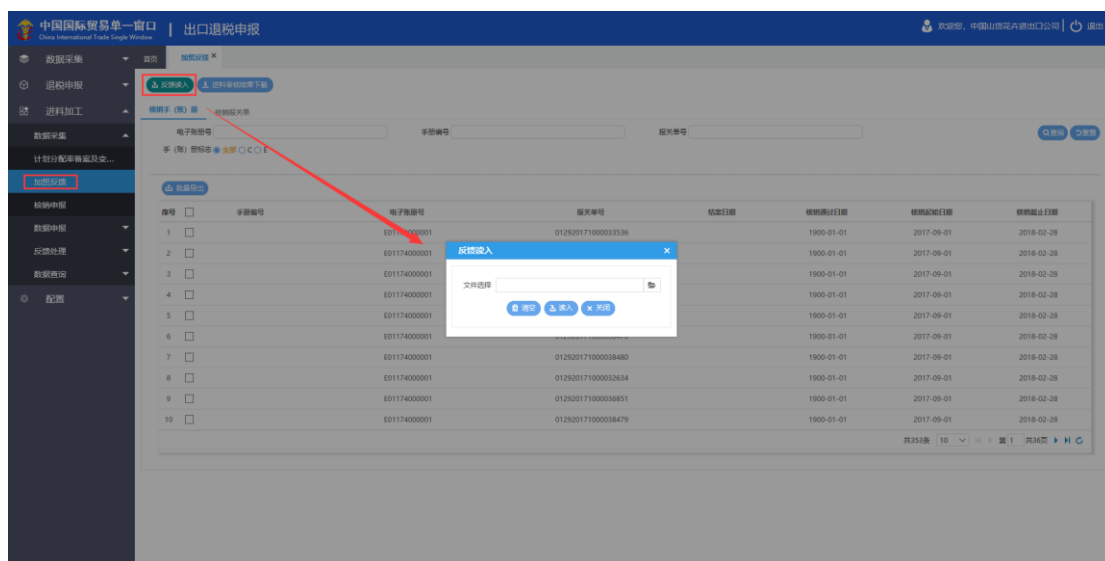 中国国际贸易单一窗口 | 出口退税申报
China International Trade Single Window
欢迎您，中国山货花卉进出口公司 | 退出
数据采集
首页 加贸反馈 ×
退税申报
反馈读入 进料审核结果下载
进料加工
核销手（账）册 核销报关单
数据采集
电子账册号 手册编号 报关单号 查询 重置
手（账）册标志 全部 C E
计划分配率备案及变...
加贸反馈
批量导出
核销申报
序号 手册编号 电子账册号 报关单号 结案日期 核销通过日期 核销起始日期 核销截止日期
数据申报
反馈处理
数据查询
配置
1 E01174000001 012920171000033536 1900-01-01 2017-09-01 2018-02-28
2 E01174000001 1900-01-01 2017-09-01 2018-02-28
3 E01174000001 1900-01-01 2017-09-01 2018-02-28
4 E01174000001 1900-01-01 2017-09-01 2018-02-28
5 E01174000001 1900-01-01 2017-09-01 2018-02-28
6 E01174000001 1900-01-01 2017-09-01 2018-02-28
7 E01174000001 012920171000038480 1900-01-01 2017-09-01 2018-02-28
8 E01174000001 012920171000032634 1900-01-01 2017-09-01 2018-02-28
9 E01174000001 012920171000036851 1900-01-01 2017-09-01 2018-02-28
10 E01174000001 012920171000038479 1900-01-01 2017-09-01 2018-02-28
共353条 10 第 1 共36页
反馈读入 ×
文件选择
清空 读入 × 关闭